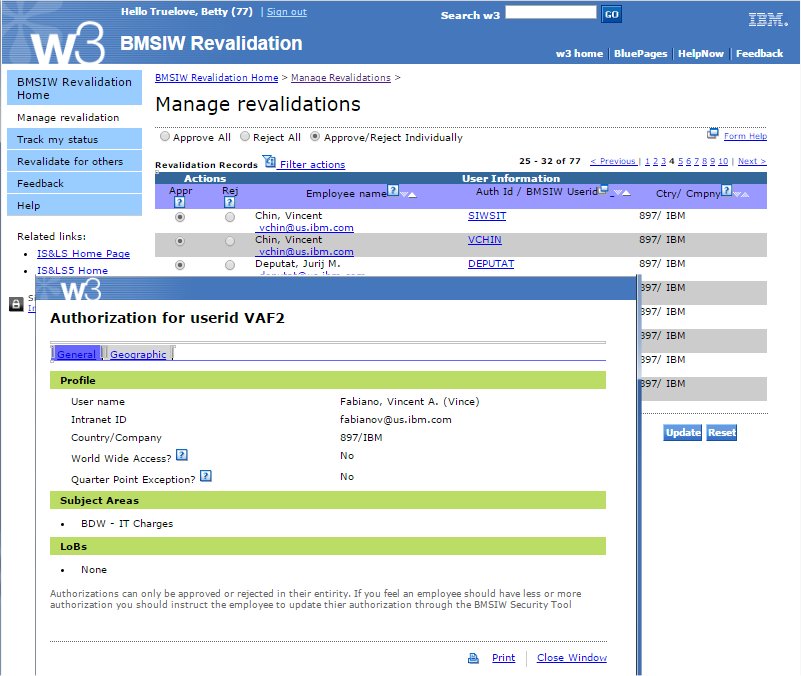 Hello Truelove, Betty (77) | Sign out
Search w3 GO
IBM.
w3
BMSIW Revalidation
w3 home | BluePages | HelpNow | Feedback
BMSIW Revalidation Home
Manage revalidation
Track my status
Revalidate for others
Feedback
Help
Related links:
• IS&LS Home Page
• IS&LS5 Home
BMSIW Revalidation Home > Manage Revalidations >
Manage revalidations
Approve All Reject All Approve/Reject Individually
Form Help
Revalidation Records Filter actions
25 - 32 of 77 < Previous | 1 2 3 4 5 6 7 8 9 10 | Next >
Actions User Information
Appr Rej Employee name ? Auth Id / BMSIW Userid Ctry/ Cmpny ?
? ?
Chin, Vincent SIWSIT 897/ IBM
vchin@us.ibm.com
Chin, Vincent VCHIN 897/ IBM
vchin@us.ibm.com
Deputat, Jurij M. DEPUTAT 897/ IBM
deputat@us.ibm.com
897/ IBM
897/ IBM
897/ IBM
897/ IBM
897/ IBM
Update Reset
w3
Authorization for userid VAF2
General Geographic
Profile
User name Fabiano, Vincent A. (Vince)
Intranet ID fabianov@us.ibm.com
Country/Company 897/IBM
World Wide Access? ? No
Quarter Point Exception? ? No
Subject Areas
• BDW - IT Charges
LoBs
• None
Authorizations can only be approved or rejected in their entirity. If you feel an employee should have less or more
authorization you should instruct the employee to update thier authorization through the BMSIW Security Tool
Print | Close Window